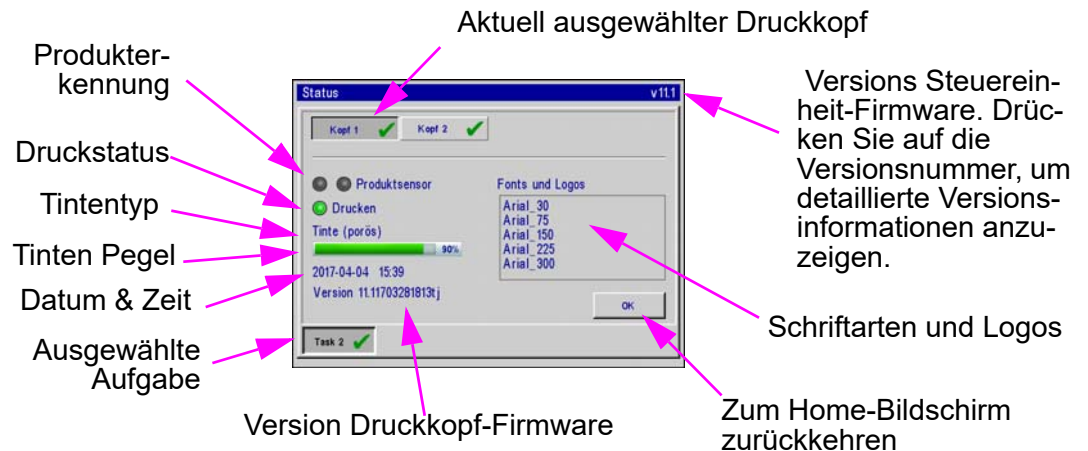 Aktuell ausgewählter Druckkopf
Produkter-
kennung
Druckstatus
Tintentyp
Tinten Pegel
Datum & Zeit
Ausgewählte
Aufgabe
Status
v11.1
Kopf 1
Kopf 2
Produktsensor
Drucken
Tinte (porös)
90%
2017-04-04 15:39
Version 11.11703281813tj
Fonts und Logos
Arial_30
Arial_75
Arial_150
Arial_225
Arial_300
OK
Task 2
Versions Steuerein-
heit-Firmware. Drü-
cken Sie auf die
Versionsnummer, um
detaillierte Versions-
informationen anzu-
zeigen.
Schriftarten und Logos
Zum Home-Bildschirm
zurückkehren
Version Druckkopf-Firmware